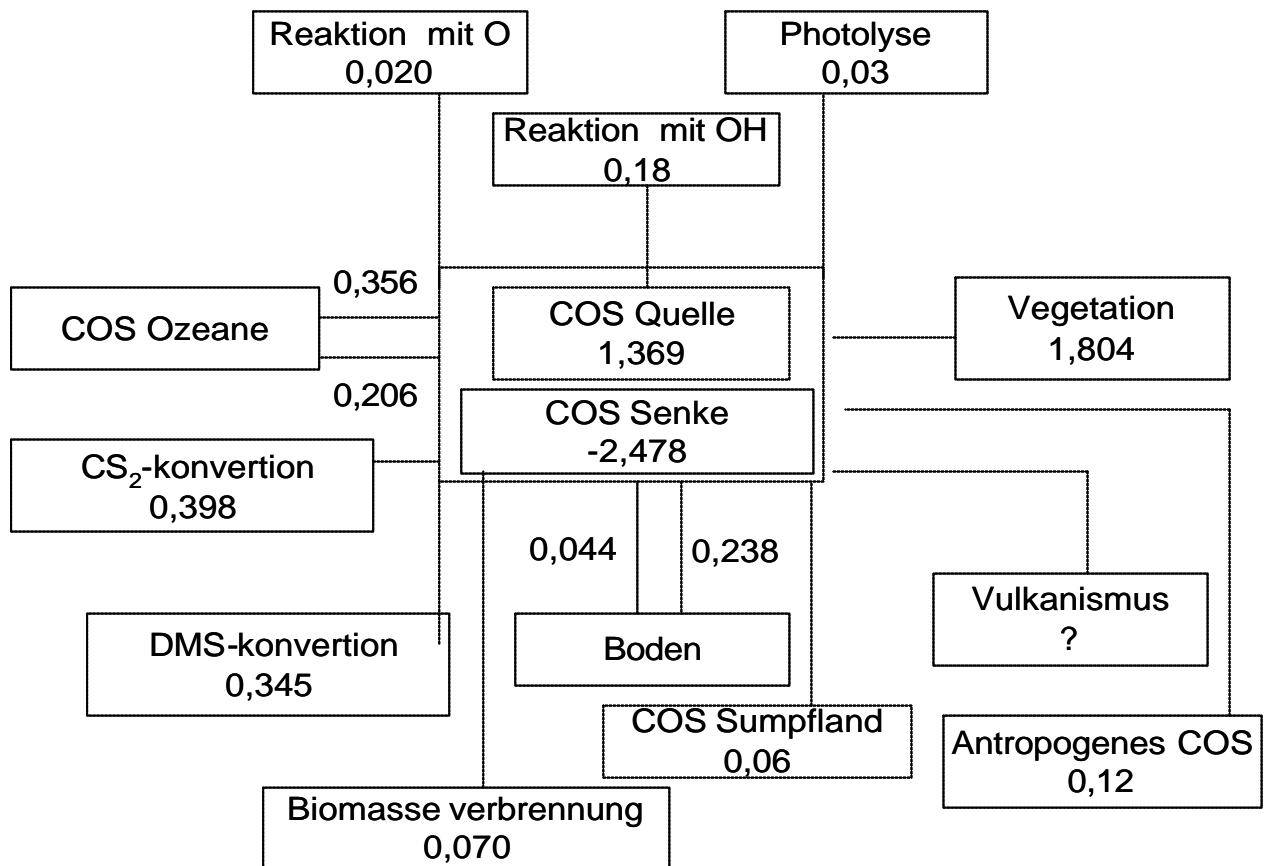 Reaktion mit O
0,020
Photolyse
0,03
Reaktion mit OH
0,18
0,356
COS Ozeane
0,206
COS Quelle
1,369
Vegetation
1,804
COS Senke
-2,478
CS₂-konvertion
0,398
0,044
0,238
Vulkanismus
?
DMS-konvertion
0,345
Boden
COS Sumpfland
0,06
Antropogenes COS
0,12
Biomasse verbrennung
0,070